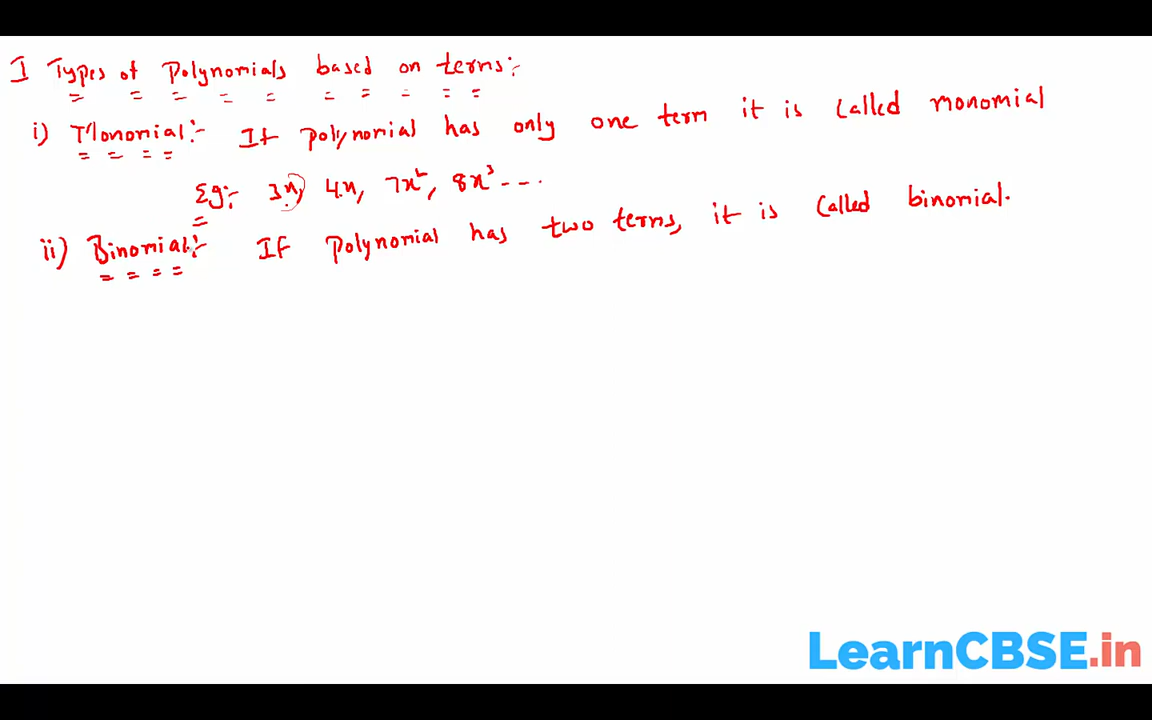 I Types of Polynomials based on terms:-
i) Monomial:- If polynomial has only one term it is called monomial
Eg:- 3x, 4x, 7x², 8x³ ----
ii) Binomial:- If polynomial has two terms, it is called binomial.
LearnCBSE.in